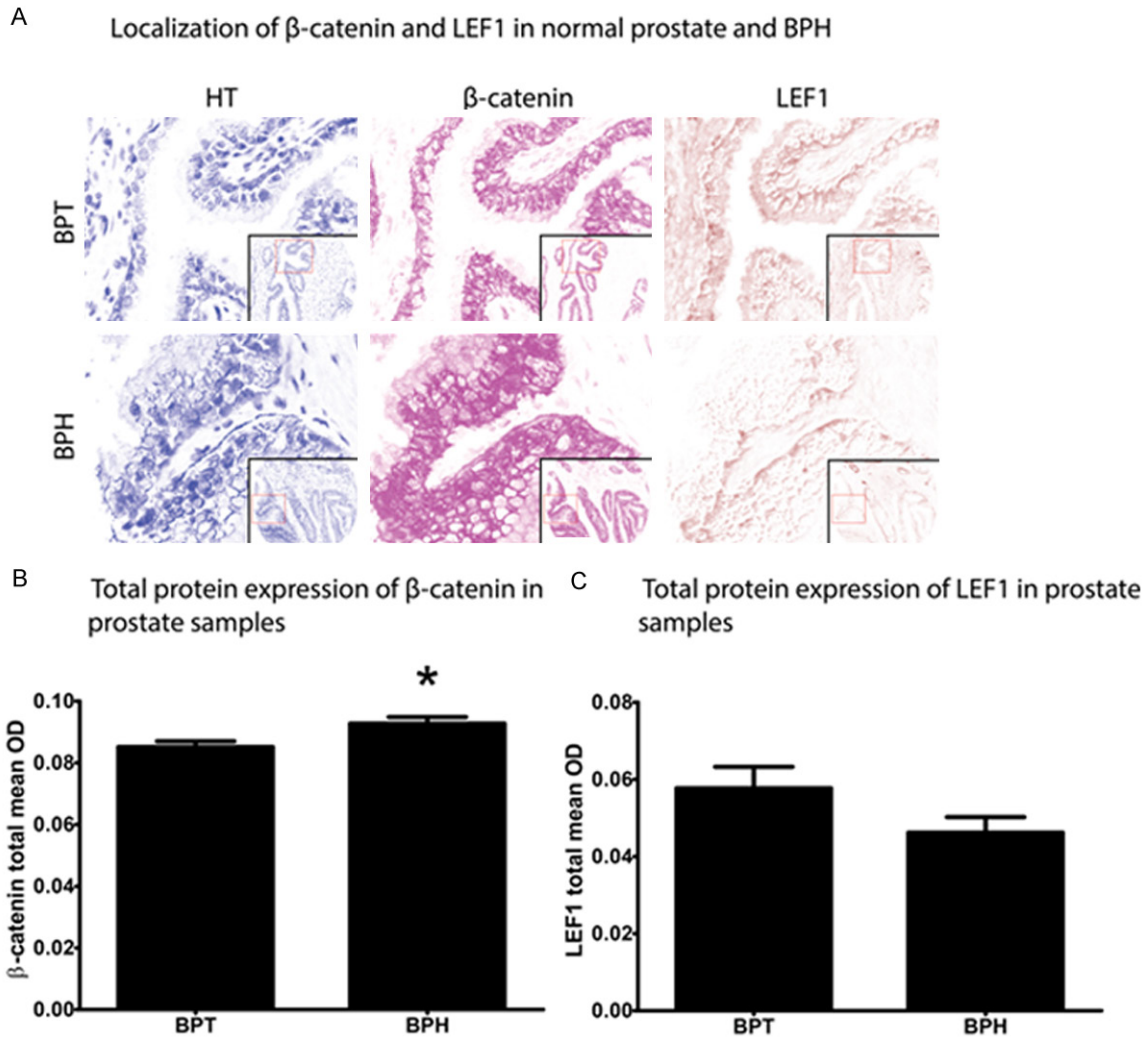 A
Localization of β-catenin and LEF1 in normal prostate and BPH
HT
β-catenin
LEF1
BPT
BPH
B
Total protein expression of β-catenin in
prostate samples
*
β-catenin total mean OD
0.10
0.08
0.06
0.04
0.02
0.00
BPT
BPH
C
Total protein expression of LEF1 in prostate
samples
LEF1 total mean OD
0.08
0.06
0.04
0.02
0.00
BPT
BPH